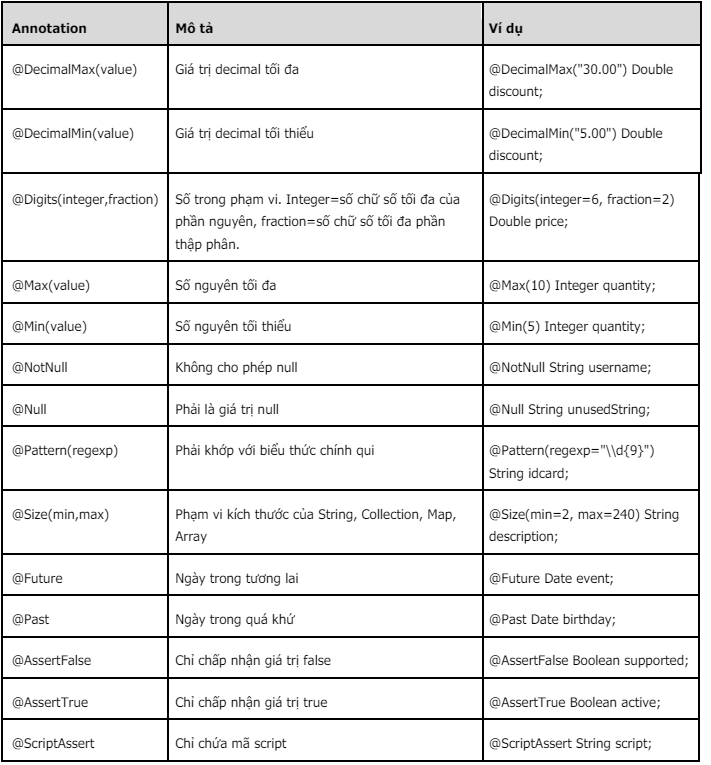 Annotation Mô tả Ví dụ
@DecimalMax(value) Giá trị decimal tối đa @DecimalMax("30.00") Double
discount;
@DecimalMin(value) Giá trị decimal tối thiểu @DecimalMin("5.00") Double
discount;
@Digits(integer,fraction) Số trong phạm vi. Integer=số chữ số tối đa của @Digits(integer=6, fraction=2)
phần nguyên, fraction=số chữ số tối đa phần Double price;
thập phân.
@Max(value) Số nguyên tối đa @Max(10) Integer quantity;
@Min(value) Số nguyên tối thiểu @Min(5) Integer quantity;
@NotNull Không cho phép null @NotNull String username;
@Null Phải là giá trị null @Null String unusedString;
@Pattern(regexp) Phải khớp với biểu thức chính qui @Pattern(regexp="\\d{9}")
String idcard;
@Size(min,max) Phạm vi kích thước của String, Collection, Map, @Size(min=2, max=240) String
Array description;
@Future Ngày trong tương lai @Future Date event;
@Past Ngày trong quá khứ @Past Date birthday;
@AssertFalse Chỉ chấp nhận giá trị false @AssertFalse Boolean supported;
@AssertTrue Chỉ chấp nhận giá trị true @AssertTrue Boolean active;
@ScriptAssert Chỉ chứa mã script @ScriptAssert String script;